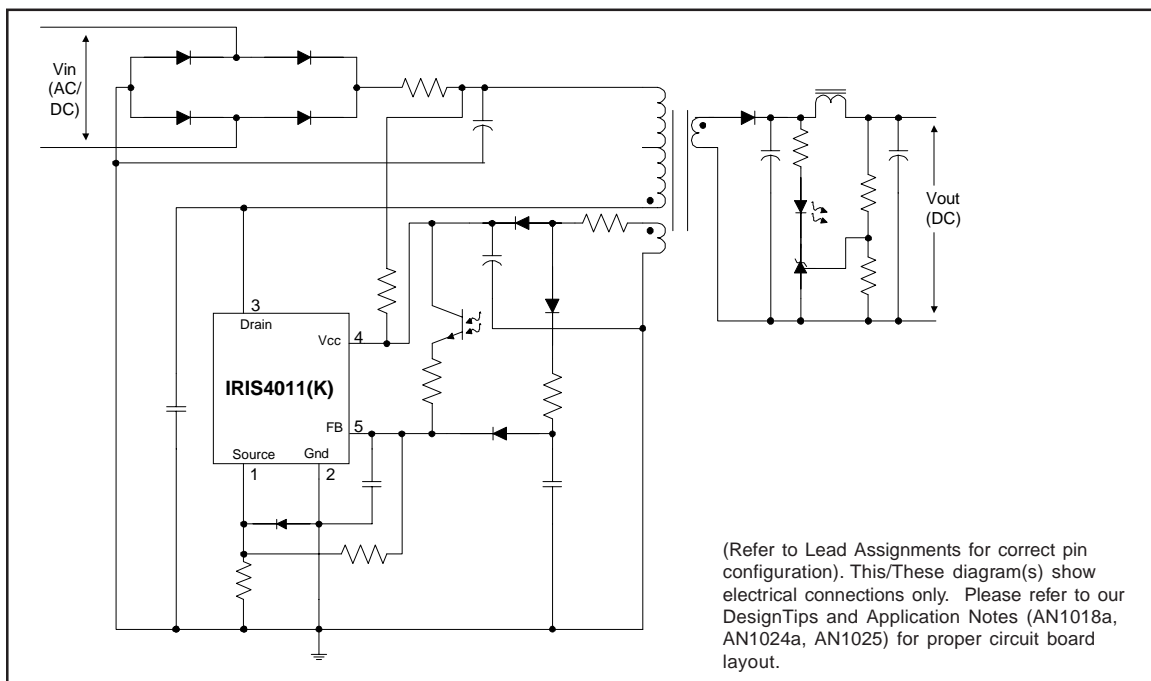 Vin
(AC/
DC)
Vout
(DC)
3
Drain
Vcc 4
IRIS4011(K)
FB 5
Source Gnd
1 2
(Refer to Lead Assignments for correct pin
configuration). This/These diagram(s) show
electrical connections only. Please refer to our
DesignTips and Application Notes (AN1018a,
AN1024a, AN1025) for proper circuit board
layout.